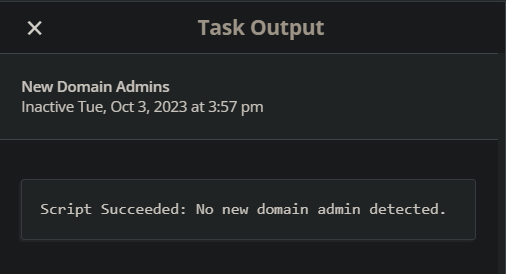 Task Output
New Domain Admins
Inactive Tue, Oct 3, 2023 at 3:57 pm
Script Succeeded: No new domain admin detected.